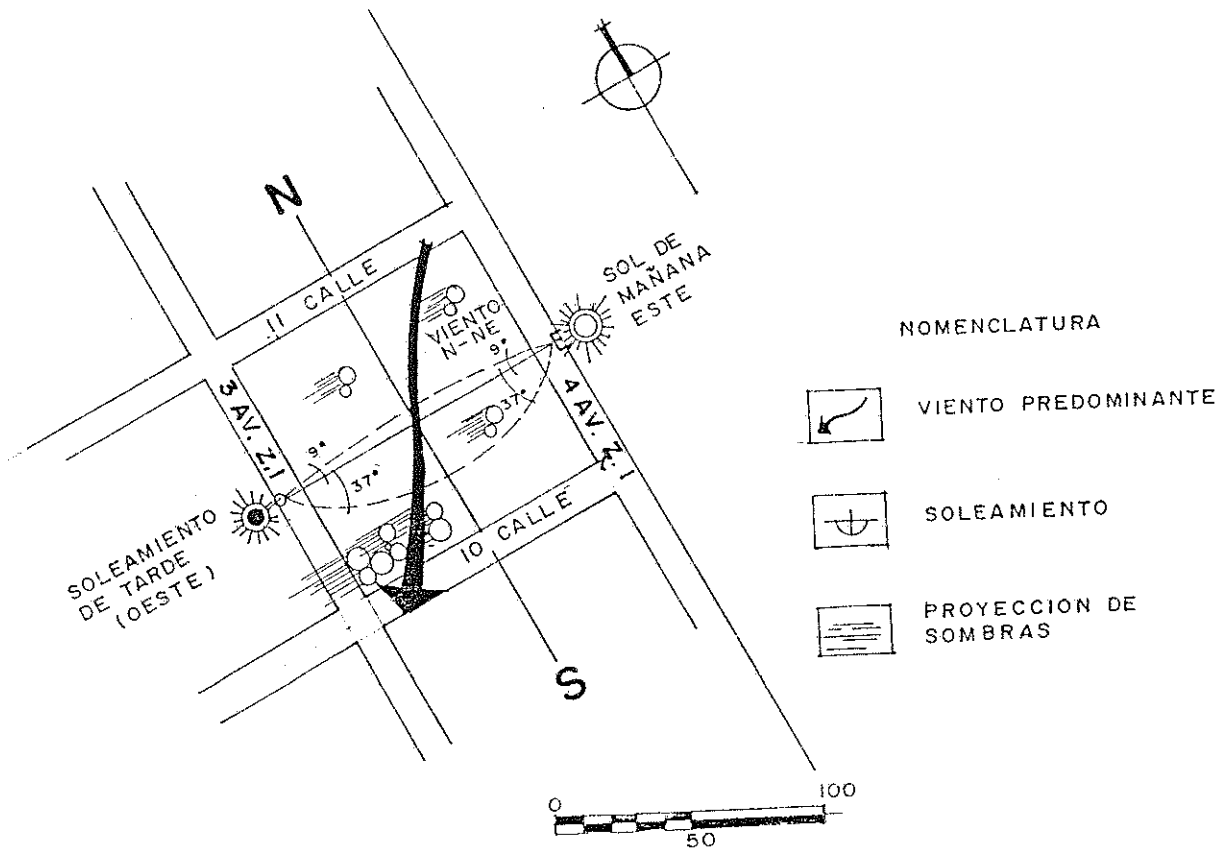 N
11 CALLE
VIENTO
N-NE
SOL DE
MAÑANA
ESTE
E
9°
37°
3 AV. Z.1
4 AV. Z. 1
9°
37°
SOLEAMIENTO
DE TARDE
(OESTE)
10 CALLE
S
NOMENCLATURA
VIENTO PREDOMINANTE
SOLEAMIENTO
PROYECCION DE
SOMBRAS
0
100
50